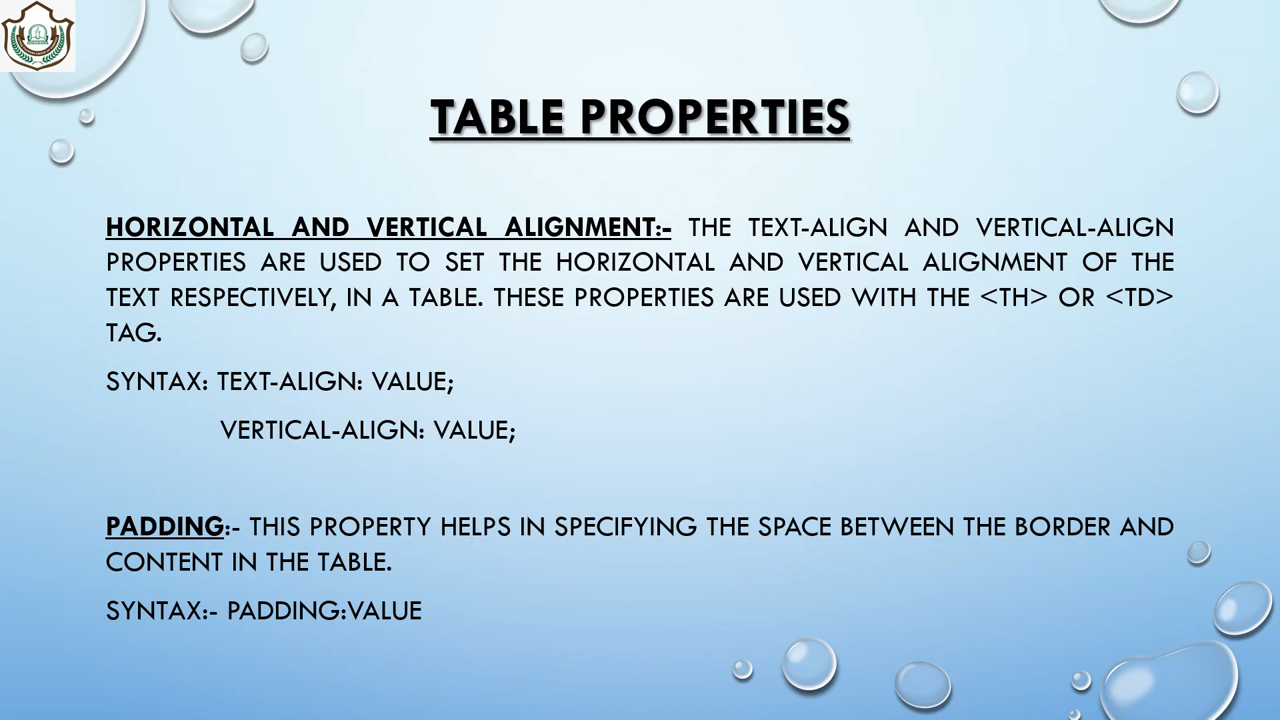 TABLE PROPERTIES
HORIZONTAL AND VERTICAL ALIGNMENT:- THE TEXT-ALIGN AND VERTICAL-ALIGN
PROPERTIES ARE USED TO SET THE HORIZONTAL AND VERTICAL ALIGNMENT OF THE
TEXT RESPECTIVELY, IN A TABLE. THESE PROPERTIES ARE USED WITH THE <TH> OR <TD>
TAG.
SYNTAX: TEXT-ALIGN: VALUE;
VERTICAL-ALIGN: VALUE;
PADDING:- THIS PROPERTY HELPS IN SPECIFYING THE SPACE BETWEEN THE BORDER AND
CONTENT IN THE TABLE.
SYNTAX:- PADDING:VALUE